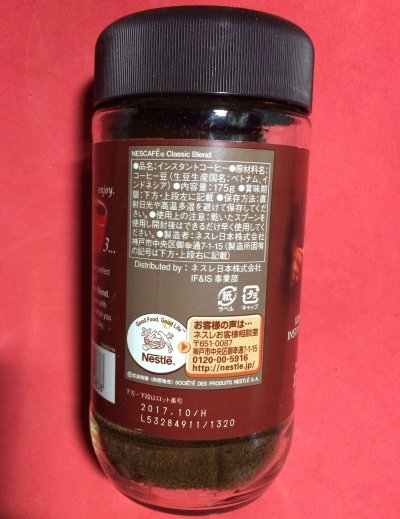 NESCAFÉ® Classic Blend
●品名:インスタントコーヒー●原材料名:
コーヒー豆(生豆生産国名:ベトナム、イ
ンドネシア)●内容量:175g●賞味期
限:下方・上段左に記載●保存方法:直
射日光や高温多湿を避けて保存してくだ
さい。●使用上の注意:乾いたスプーンを
使用し開封後はできるだけ早く使用してく
ださい。●製造者:ネスレ日本株式会社
神戸市中央区御幸通7-1-15(製造所固有
の記号は下方・上段右に記載)
Distributed by: ネスレ日本株式会社
IF&IS 事業部
紙
ラベル
プラ
キャップ
Good Food, Good Life
Nestlé
お客様の声は…
ネスレお客様相談室
〒651-0087
神戸市中央区御幸通7-1-15
0120-00-5916
http://nestle.jp/
SOCIÉTÉ DES PRODUITS NESTLÉ S.A.
下方・下段はロット番号
2017.10/H
L53284911/1320
enjoy.
3...